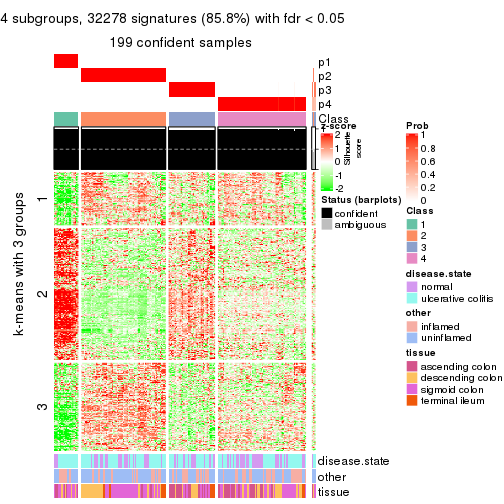 4 subgroups, 32278 signatures (85.8%) with fdr < 0.05
199 confident samples
p1
p2
p3
p4
Class
z-score
2
1
0
-1
-2
Silhouette
score
Status (barplots)
confident
ambiguous
Prob
1
0.8
0.6
0.4
0.2
0
Class
1
2
3
4
disease.state
normal
ulcerative colitis
other
inflamed
uninflamed
tissue
ascending colon
descending colon
sigmoid colon
terminal ileum
k-means with 3 groups
1
2
3
disease.state
other
tissue